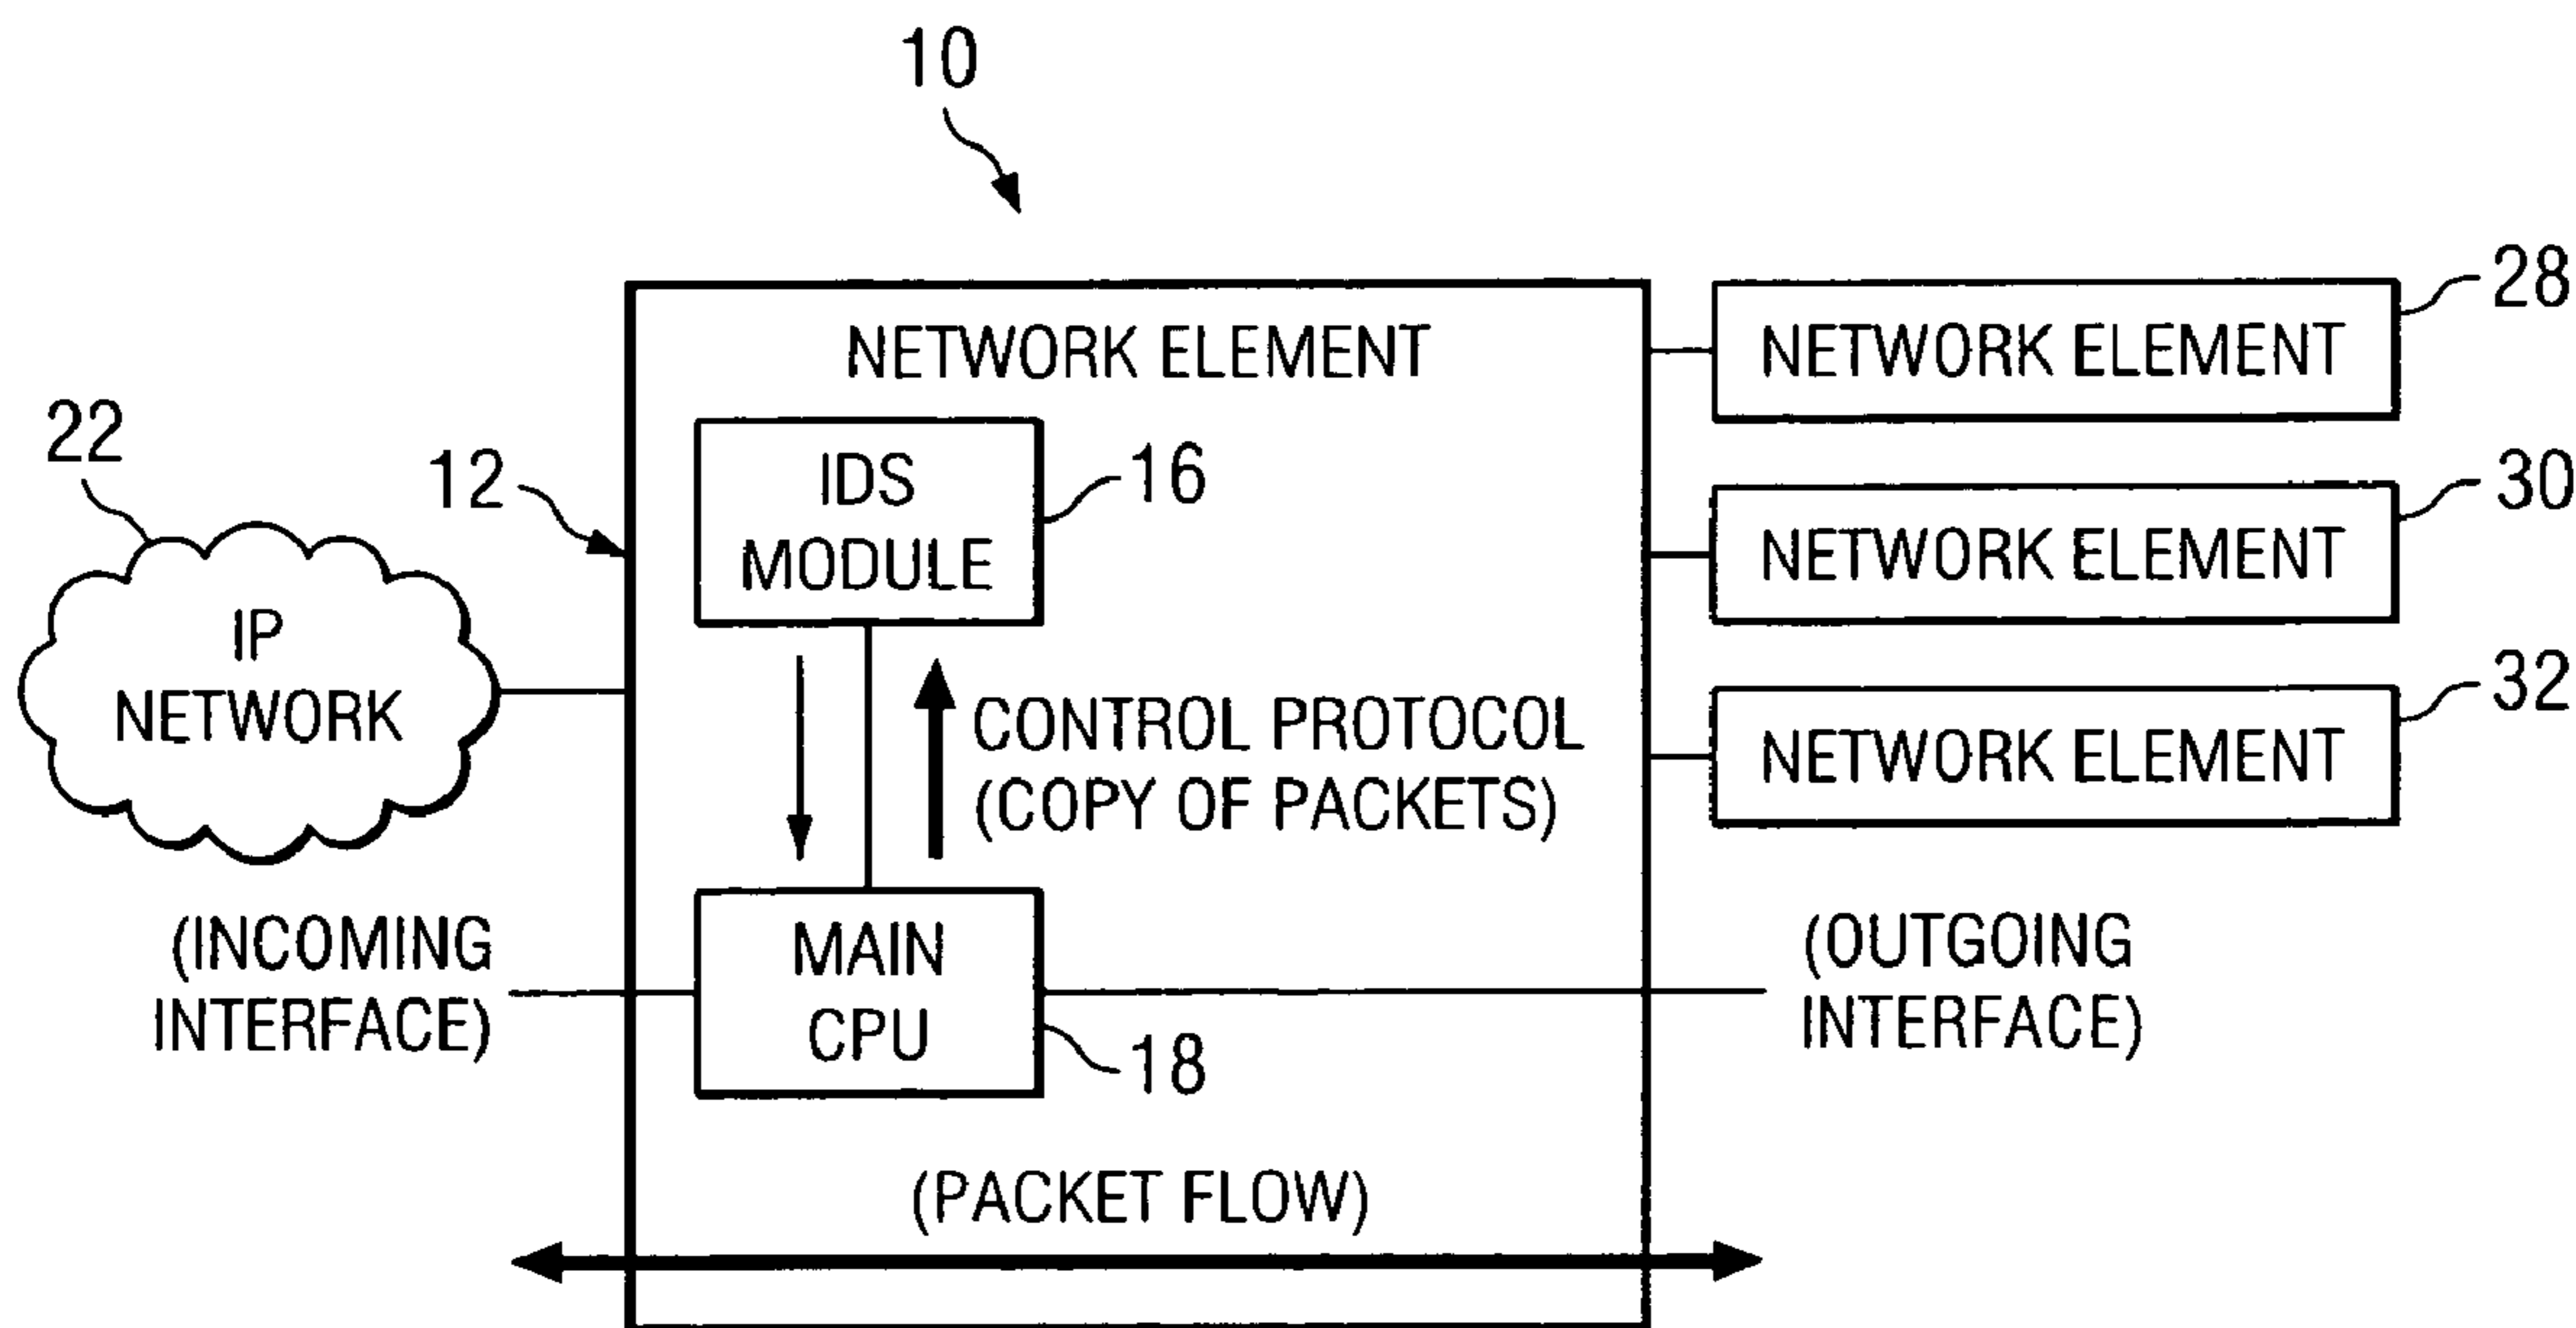 10
NETWORK ELEMENT
28
NETWORK ELEMENT
22
12
IDS
MODULE
16
30
NETWORK ELEMENT
IP
NETWORK
CONTROL PROTOCOL
(COPY OF PACKETS)
32
NETWORK ELEMENT
(INCOMING
INTERFACE)
MAIN
CPU
18
(OUTGOING
INTERFACE)
(PACKET FLOW)